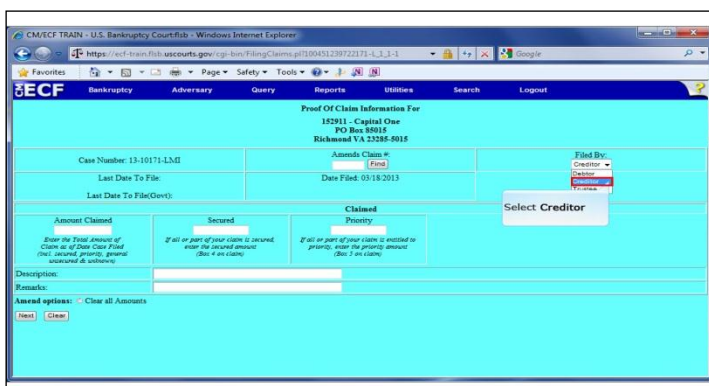 CM/ECF TRAIN - U.S. Bankruptcy Court:flsb - Windows Internet Explorer
https://ecf-train.flsb.uscourts.gov/cgi-bin/FilingClaims.pl?100451239722171-L_1_1-1
Google
Favorites
Page
Safety
Tools
ECF
Bankruptcy
Adversary
Query
Reports
Utilities
Search
Logout
?
Proof Of Claim Information For
152911 - Capital One
PO Box 85015
Richmond VA 23285-5015
Case Number: 13-10171-LMI
Amends Claim #:
Find
Filed By:
Creditor
Debtor
Creditor
Trustee
Last Date To File:
Date Filed: 03/18/2013
Last Date To File(Govt):
Select Creditor
Claimed
Amount Claimed
Secured
Priority
Enter the Total Amount of
Claim as of Date Case Filed
(incl. secured, priority, general
unsecured & unknown)
If all or part of your claim is secured,
enter the secured amount
(Box 4 on claim)
If all or part of your claim is entitled to
priority, enter the priority amount
(Box 5 on claim)
Description:
Remarks:
Amend options: Clear all Amounts
Next
Clear